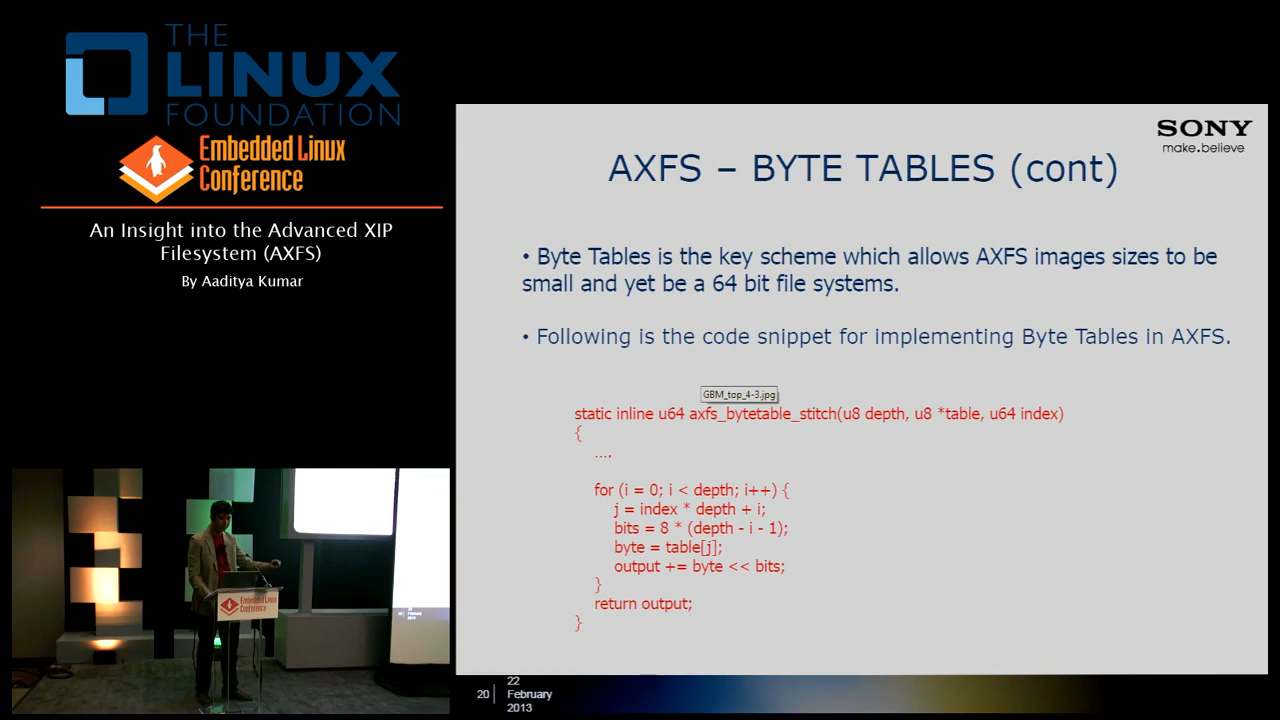 THE
LINUX
FOUNDATION
Embedded Linux
Conference
An Insight into the Advanced XIP
Filesystem (AXFS)
By Aaditya Kumar
SONY
make.believe
AXFS – BYTE TABLES (cont)
• Byte Tables is the key scheme which allows AXFS images sizes to be
small and yet be a 64 bit file systems.
• Following is the code snippet for implementing Byte Tables in AXFS.
GBM_top_4-3.jpg
static inline u64 axfs_bytetable_stitch(u8 depth, u8 *table, u64 index)
{
....
for (i = 0; i < depth; i++) {
j = index * depth + i;
bits = 8 * (depth - i - 1);
byte = table[j];
output += byte << bits;
}
return output;
}
20
22
February
2013
Embedded Linux
Conference